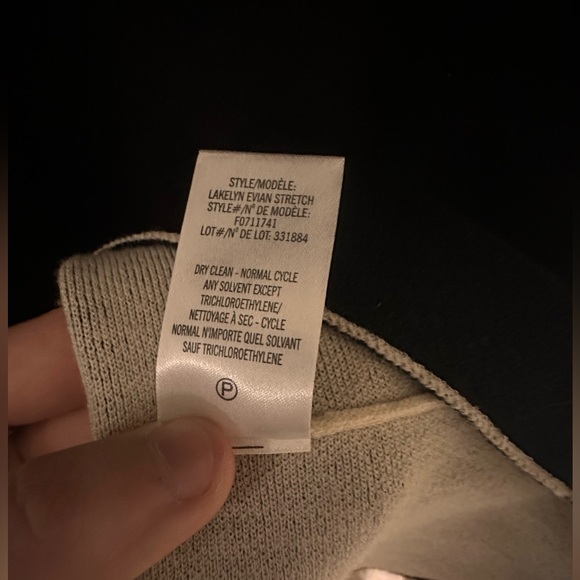 STYLE/MODÈLE:
LAKELYN EVIAN STRETCH
STYLE#/N° DE MODÈLE:
F0711741
LOT#/N° DE LOT: 331884
DRY CLEAN - NORMAL CYCLE
ANY SOLVENT EXCEPT
TRICHLOROETHYLENE/
NETTOYAGE À SEC - CYCLE
NORMAL N'IMPORTE QUEL SOLVANT
SAUF TRICHLOROETHYLENE
P